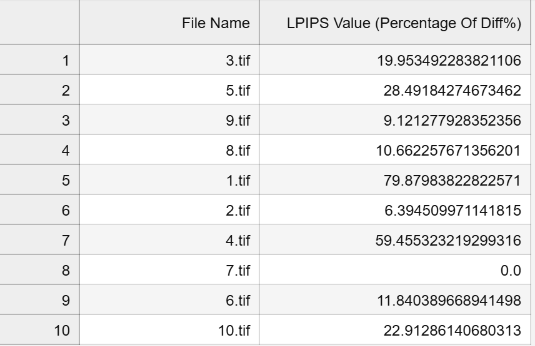 File Name LPIPS Value (Percentage Of Diff%)
1 3.tif 19.953492283821106
2 5.tif 28.49184274673462
3 9.tif 9.121277928352356
4 8.tif 10.662257671356201
5 1.tif 79.87983822822571
6 2.tif 6.394509971141815
7 4.tif 59.455323219299316
8 7.tif 0.0
9 6.tif 11.840389668941498
10 10.tif 22.91286140680313